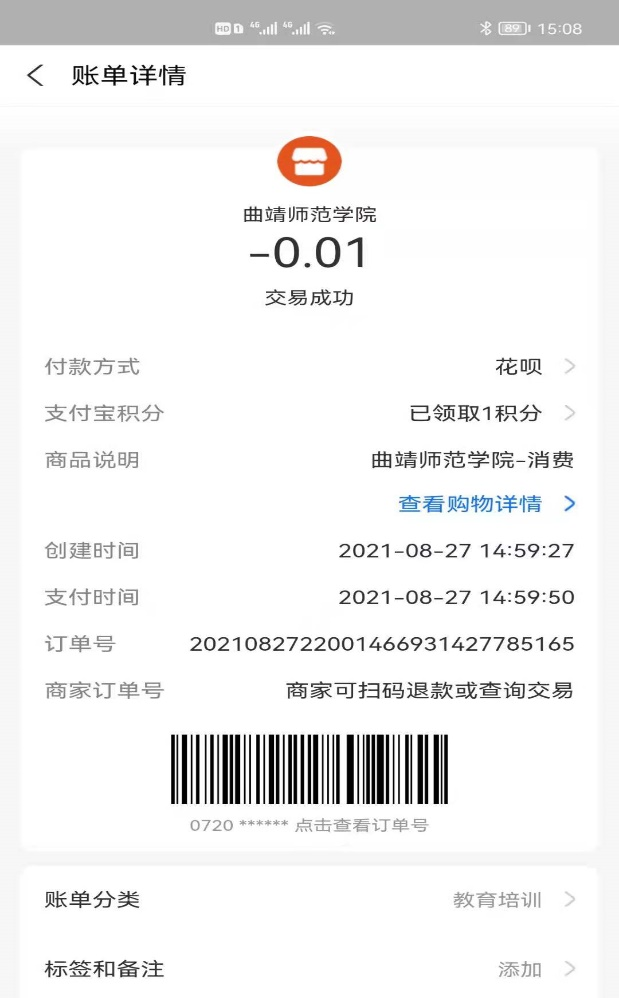 HD 1 4G 4G 89 15:08
账单详情
曲靖师范学院
-0.01
交易成功
付款方式 花呗
支付宝积分 已领取1积分
商品说明 曲靖师范学院-消费
查看购物详情
创建时间 2021-08-27 14:59:27
支付时间 2021-08-27 14:59:50
订单号 2021082722001466931427785165
商家订单号 商家可扫码退款或查询交易
0720 ****** 点击查看订单号
账单分类 教育培训
标签和备注 添加